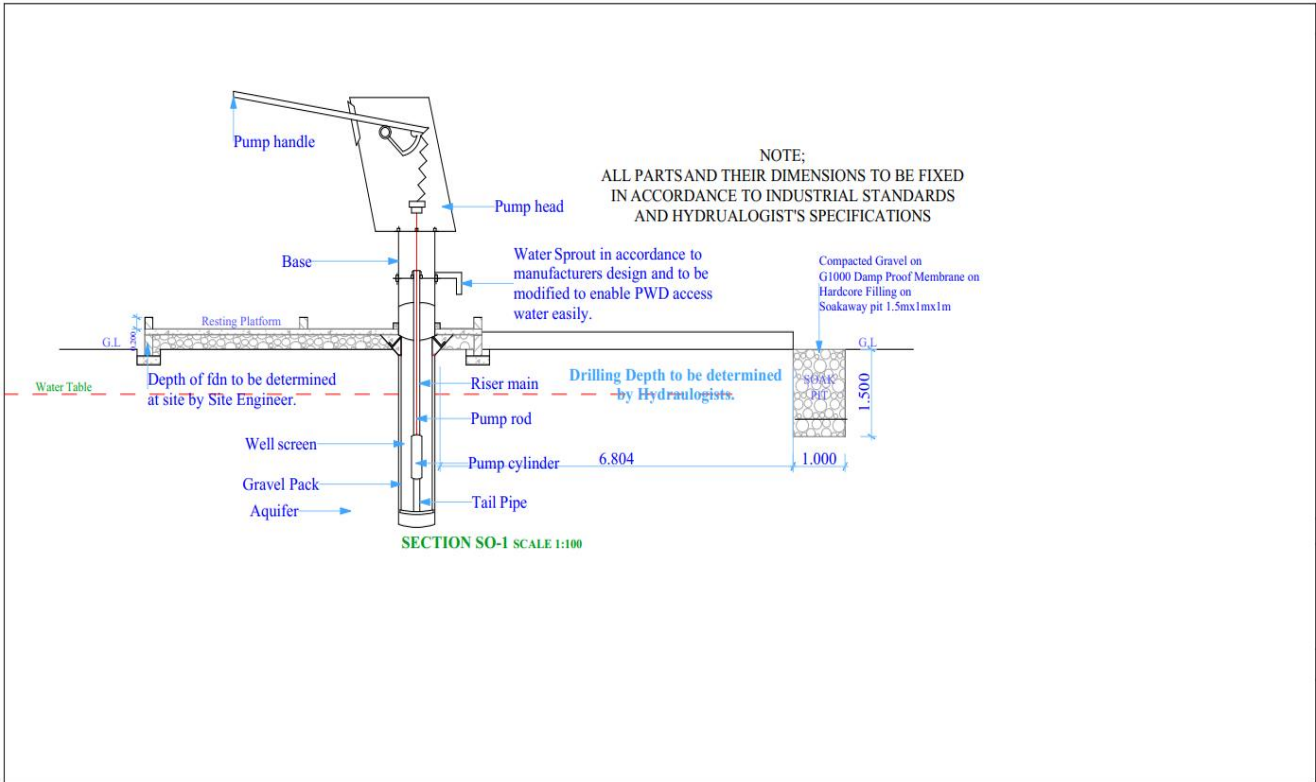 Pump handle
NOTE;
ALL PARTS AND THEIR DIMENSIONS TO BE FIXED
IN ACCORDANCE TO INDUSTRIAL STANDARDS
AND HYDRUALOGIST'S SPECIFICATIONS
Pump head
Base
Water Sprout in accordance to
manufacturers design and to be
modified to enable PWD access
water easily.
Compacted Gravel on
G1000 Damp Proof Membrane on
Hardcore Filling on
Soakaway pit 1.5mx1mx1m
Resting Platform
G.L
0.200
G.L
Water Table
Depth of fdn to be determined
at site by Site Engineer.
Riser main
Drilling Depth to be determined
by Hydraulogists.
SOAK
PIT
1.500
Pump rod
Well screen
Pump cylinder
6.804
1.000
Gravel Pack
Tail Pipe
Aquifer
SECTION SO-1 SCALE 1:100